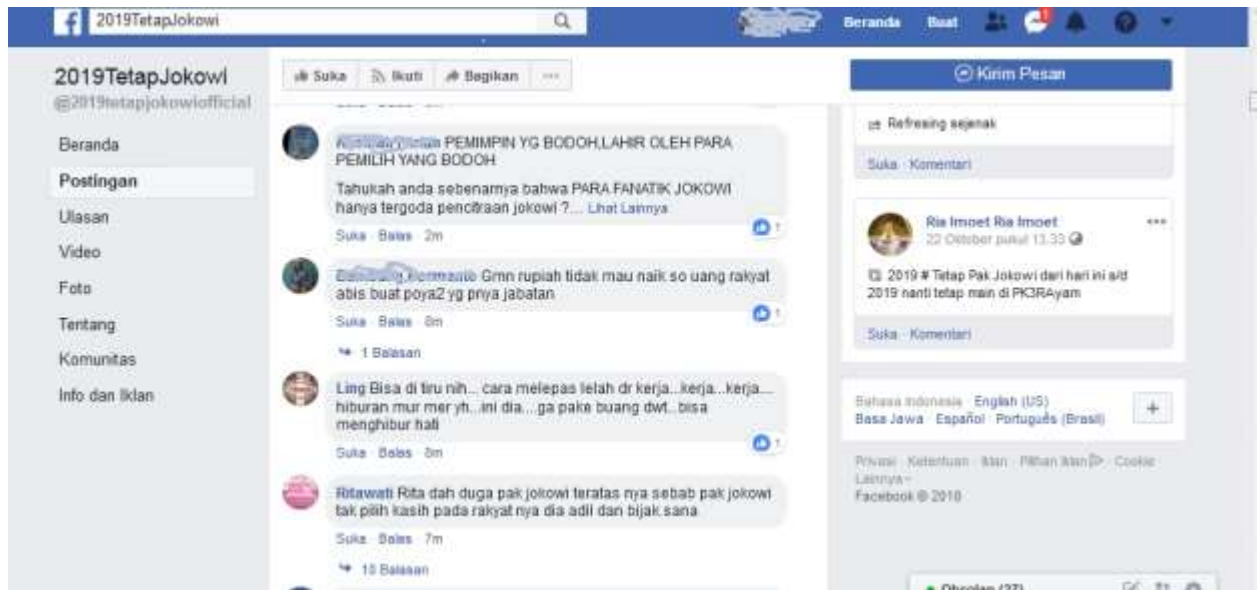 2019TetapJokowi
Beranda Buat
2019TetapJokowi
@2019tetapjokowiofficial
Beranda
Postingan
Ulasan
Video
Foto
Tentang
Komunitas
Info dan Iklan
Suka Ikuti Bagikan
PEMIMPIN YG BODOH,LAHIR OLEH PARA
PEMILIH YANG BODOH
Tahukah anda sebenarnya bahwa PARA FANATIK JOKOWI
hanya tergoda pencitraan jokowi ?... Lihat Lainnya
Suka · Balas · 2m
1
Gmn rupiah tidak mau naik so uang rakyat
abis buat poya2 yg pnya jabatan
Suka · Balas · 8m
1
1 Balasan
Ling Bisa di tiru nih... cara melepas lelah dr kerja...kerja...kerja....
hiburan mur mer yh...ini dia....ga pake buang dwt...bisa
menghibur hati
Suka · Balas · 8m
1
Ritawati Rita dah duga pak jokowi teratas nya sebab pak jokowi
tak pilih kasih pada rakyat nya dia adil dan bijak sana
Suka · Balas · 7m
10 Balasan
Kirim Pesan
Refresing sejenak
Suka · Komentari
Ria Imoet Ria Imoet
22 Oktober pukul 13.33
2019 # Tetap Pak Jokowi dari hari ini s/d
2019 nanti tetap main di PK3RAyam
Suka · Komentari
Bahasa Indonesia · English (US)
Basa Jawa · Español · Português (Brasil)
Privasi · Ketentuan · Iklan · Pilihan Iklan · Cookie
Lainnya
Facebook © 2018
Obrolan (27)